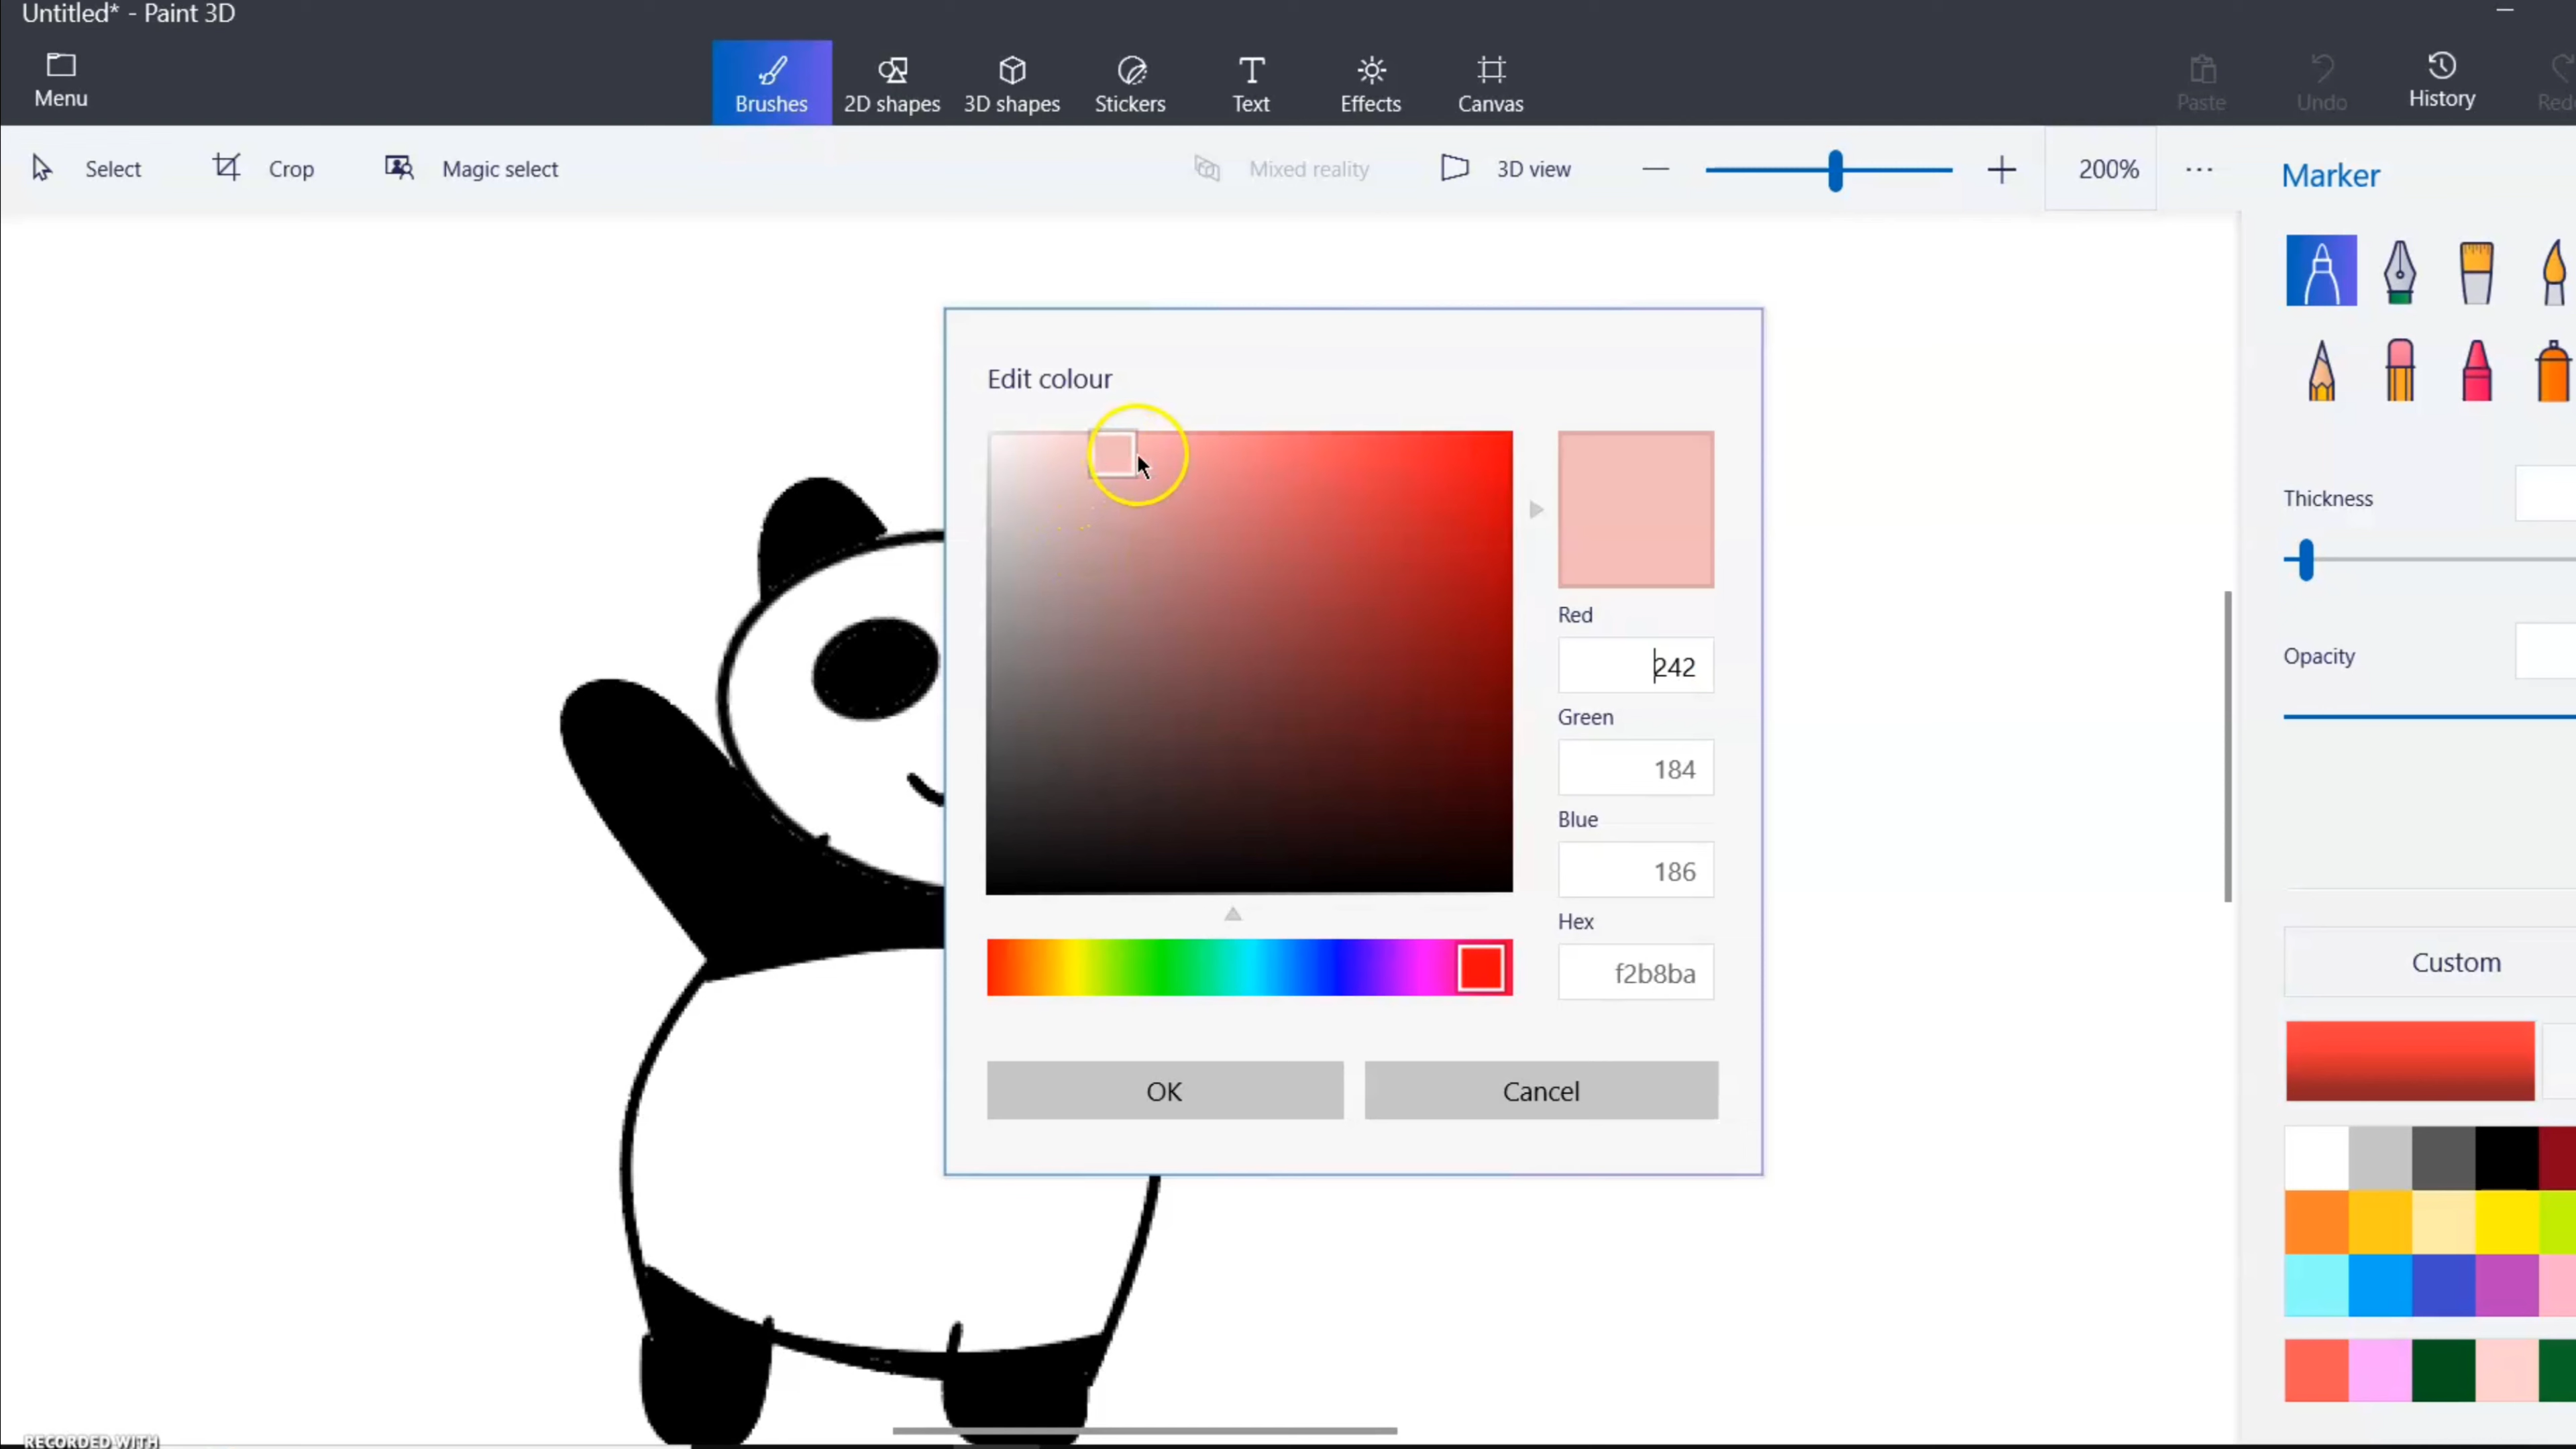 Untitled* - Paint 3D
Menu
Brushes
2D shapes
3D shapes
Stickers
Text
Effects
Canvas
Paste
Undo
History
Select
Crop
Magic select
Mixed reality
3D view
200%
Marker
Edit colour
Thickness
Red
242
Opacity
Green
184
Blue
186
Hex
f2b8ba
Custom
OK
Cancel
RECORDED WITH